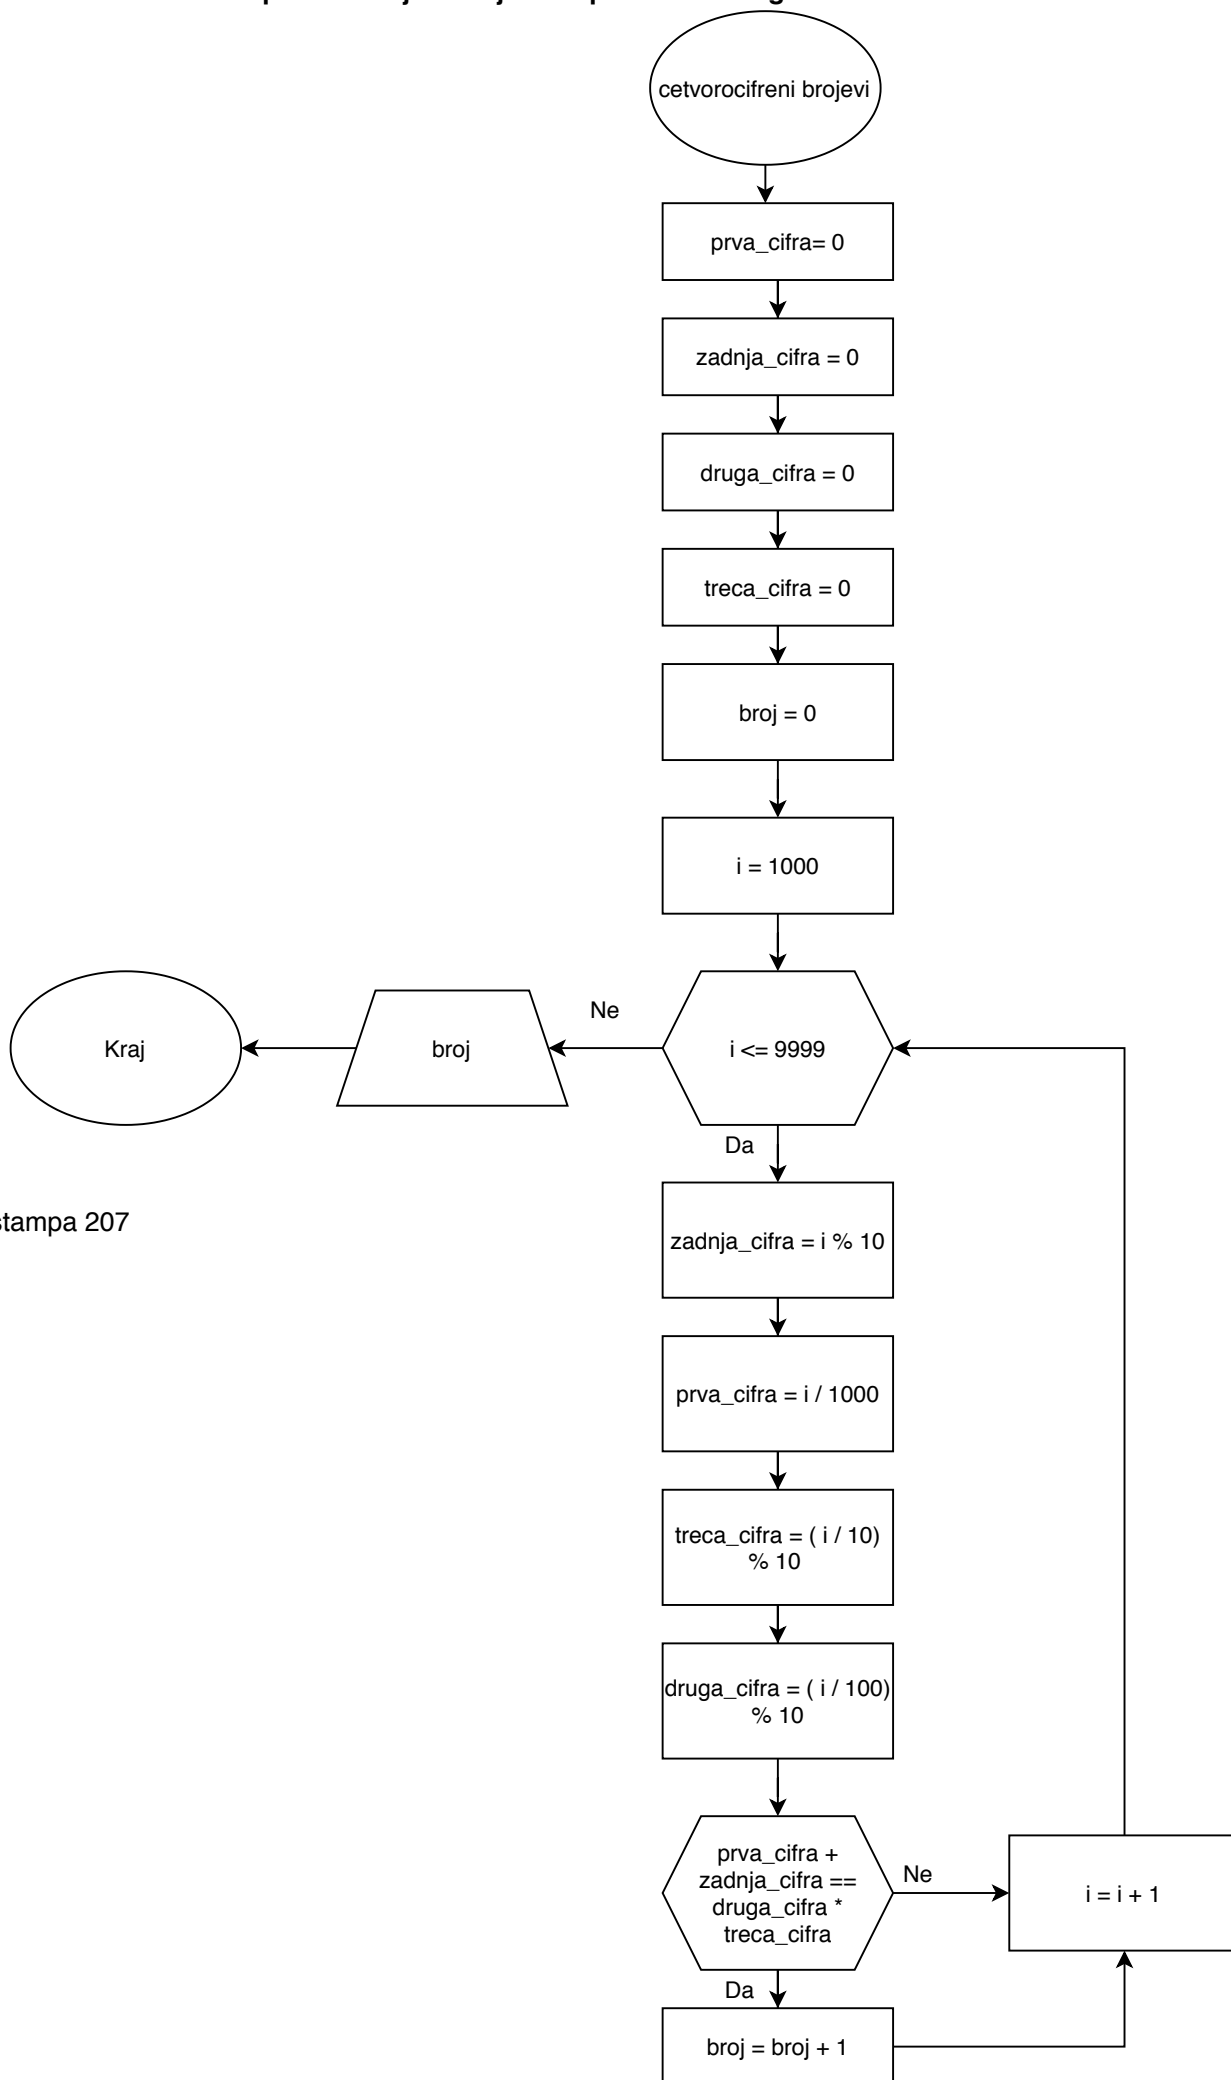 cetvorocifreni brojevi
prva_cifra= 0
zadnja_cifra = 0
druga_cifra = 0
treca_cifra = 0
broj = 0
i = 1000
Kraj
broj
Ne
i <= 9999
Da
207
zadnja_cifra = i % 10
prva_cifra = i / 1000
treca_cifra = ( i / 10)
% 10
druga_cifra = ( i / 100)
% 10
prva_cifra +
zadnja_cifra ==
druga_cifra *
treca_cifra
Ne
i = i + 1
Da
broj = broj + 1